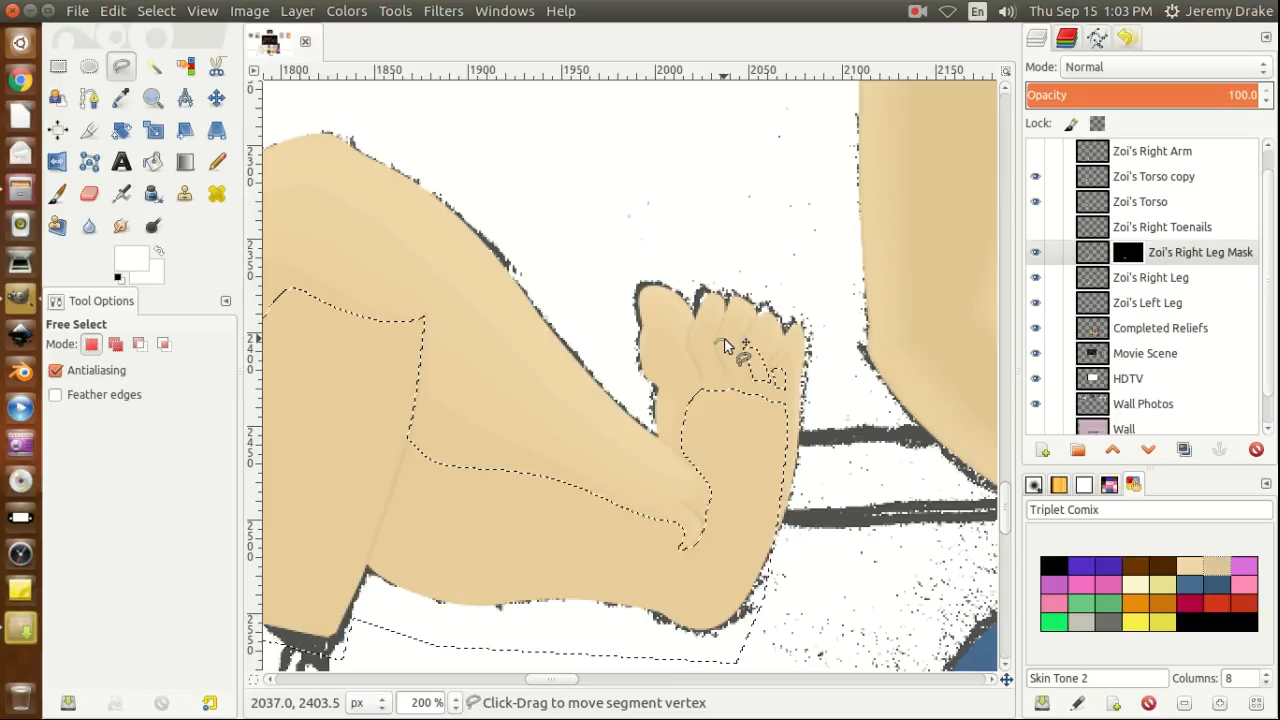 File Edit Select View Image Layer Colors Tools Filters Windows Help En Thu Sep 15 1:03 PM Jeremy Drake
Mode: Normal
Opacity 100.0
Lock:
Zoi's Right Arm
Zoi's Torso copy
Zoi's Torso
Zoi's Right Toenails
Zoi's Right Leg Mask
Zoi's Right Leg
Zoi's Left Leg
Completed Reliefs
Movie Scene
HDTV
Wall Photos
Wall
1800 1850 1900 1950 2000 2050 2100 2150
Tool Options
Free Select
Mode:
Antialiasing
Feather edges
Triplet Comix
Skin Tone 2 Columns: 8
2037.0, 2403.5 px 200 % Click-Drag to move segment vertex